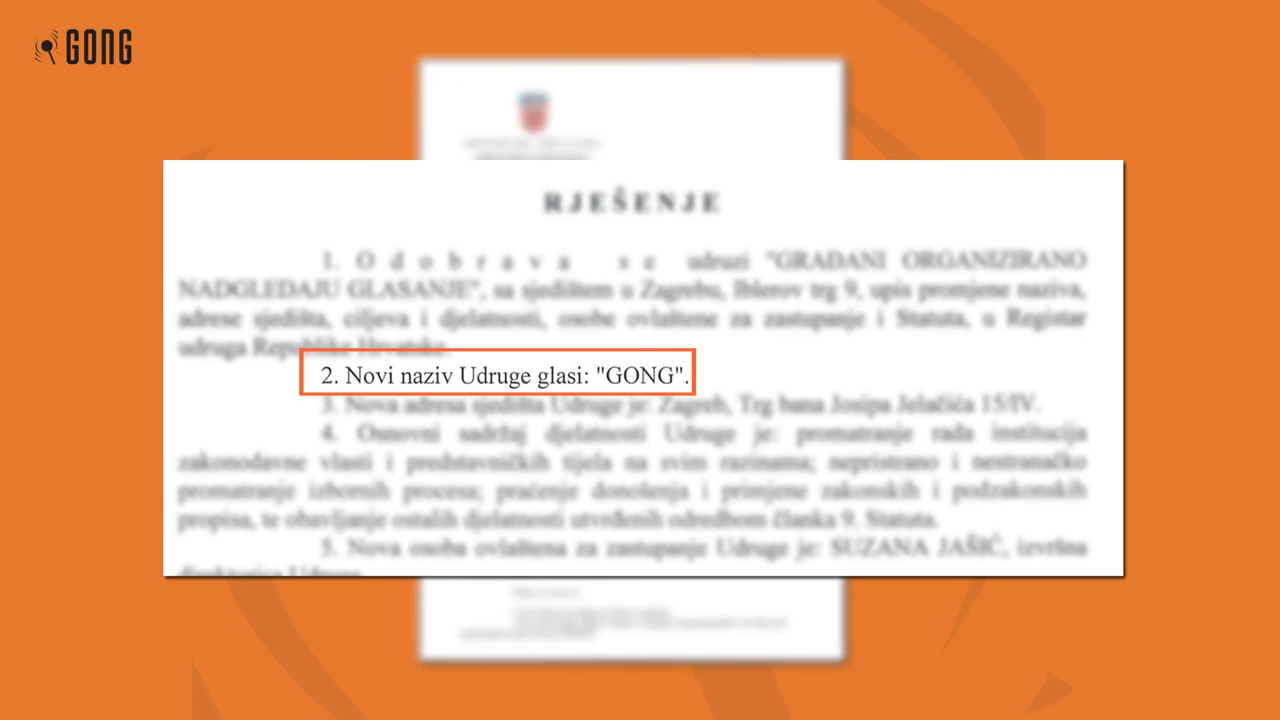 GONG
RJEŠENJE
1. Odobrava se udruzi "GRAĐANI ORGANIZIRANO
NADGLEDAJU GLASANJE", sa sjedištem u Zagrebu, Iblerov trg 9, upis promjene naziva,
adrese sjedišta, ciljeva i djelatnosti, osobe ovlaštene za zastupanje i Statuta, u Registar
udruga Republike Hrvatske.
2. Novi naziv Udruge glasi: "GONG".
3. Nova adresa sjedišta Udruge je: Zagreb, Trg bana Josipa Jelačića 15/IV.
4. Osnovni sadržaj djelatnosti Udruge je: promatranje rada institucija
zakonodavne vlasti i predstavničkih tijela na svim razinama; nepristrano i nestranačko
promatranje izbornih procesa; praćenje donošenja i primjene zakonskih i podzakonskih
propisa, te obavljanje ostalih djelatnosti utvrđenih odredbom članka 9. Statuta.
5. Nova osoba ovlaštena za zastupanje Udruge je: SUZANA JAŠIĆ, izvršna